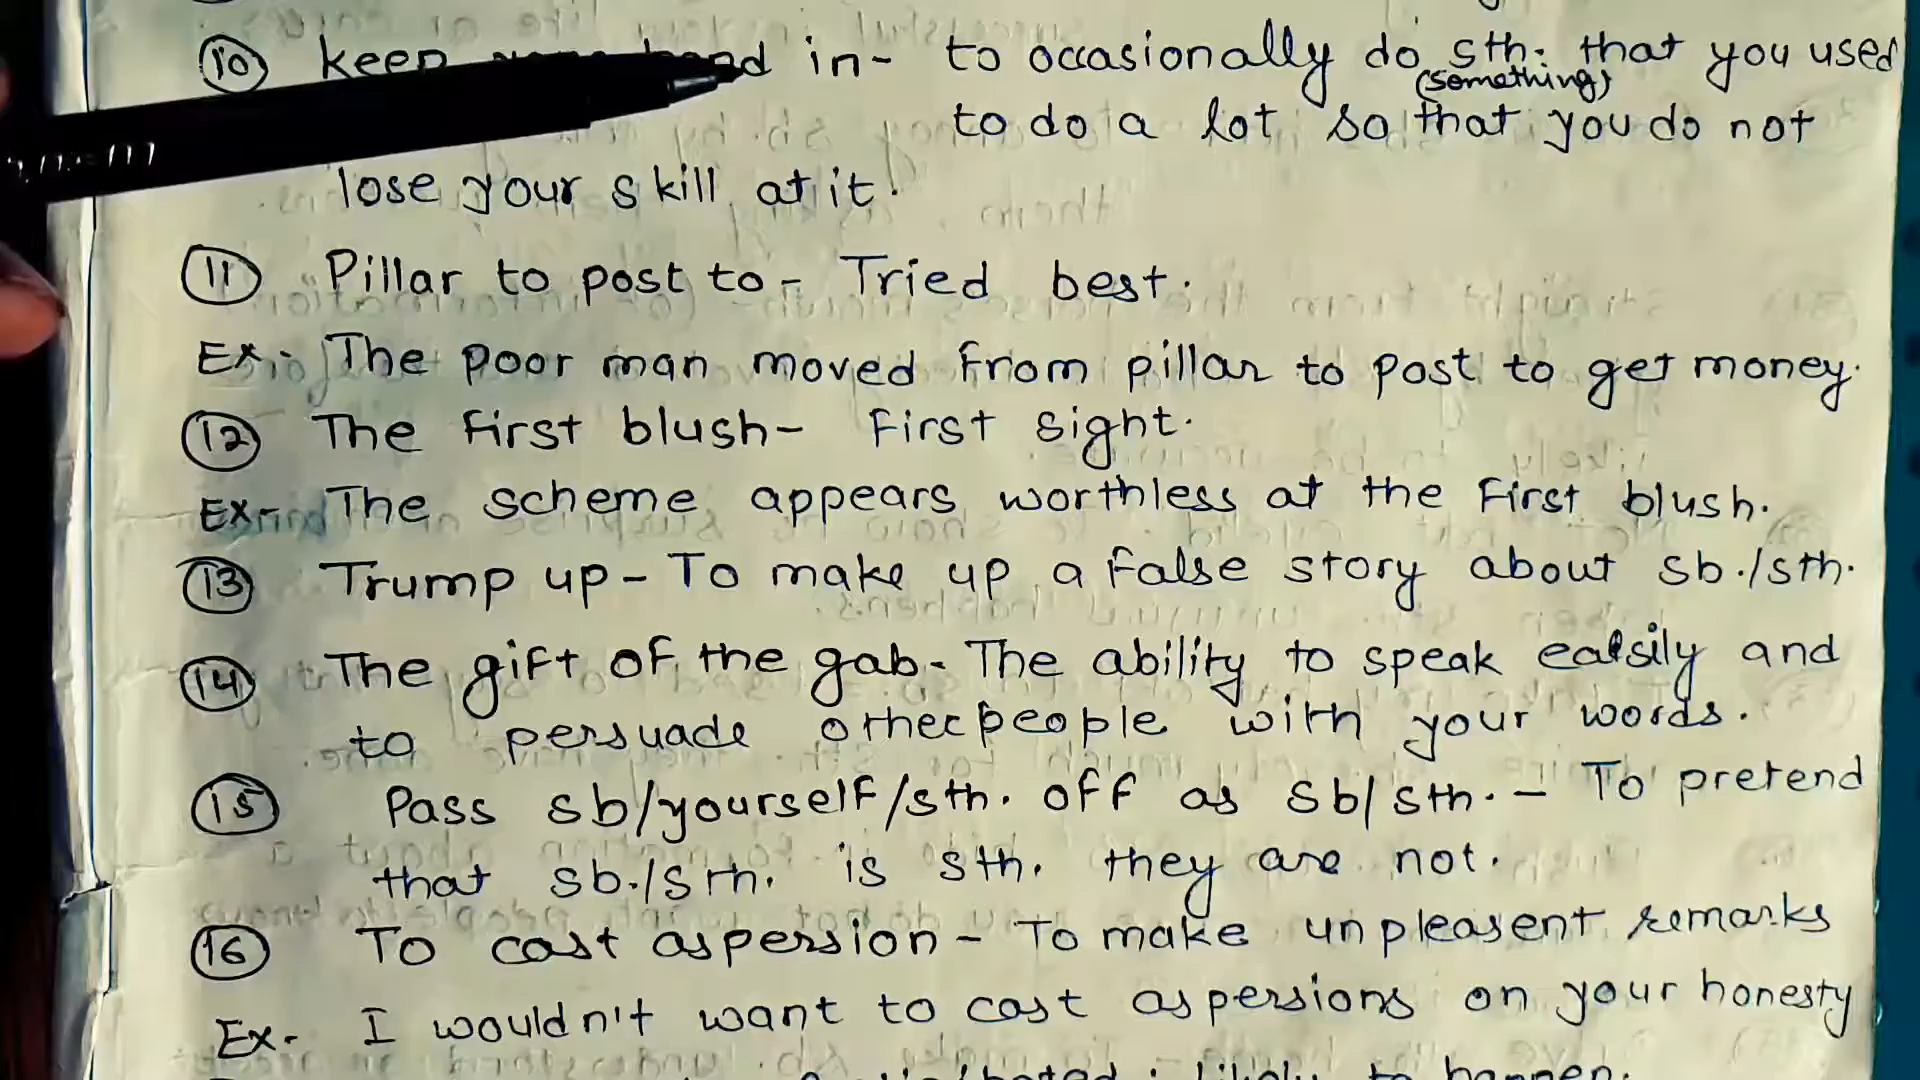 (10) keep hand in- to occasionally do sth. that you used
(something)
to do a lot so that you do not
lose your skill at it.
(11) Pillar to post to - Tried best.
Ex:- The poor man moved from pillar to post to get money.
(12) The first blush- First sight.
Ex- The scheme appears worthless at the First blush.
(13) Trump up - To make up a false story about sb./sth.
(14) The gift of the gab- The ability to speak easily and
to persuade other people with your words.
(15) Pass sb/yourself/sth. off as sb/sth. - To pretend
that sb./sth. is sth. they are not.
(16) To cast aspersion - To make unpleasent remarks
Ex- I wouldn't want to cast aspersions on your honesty
likely to happen.